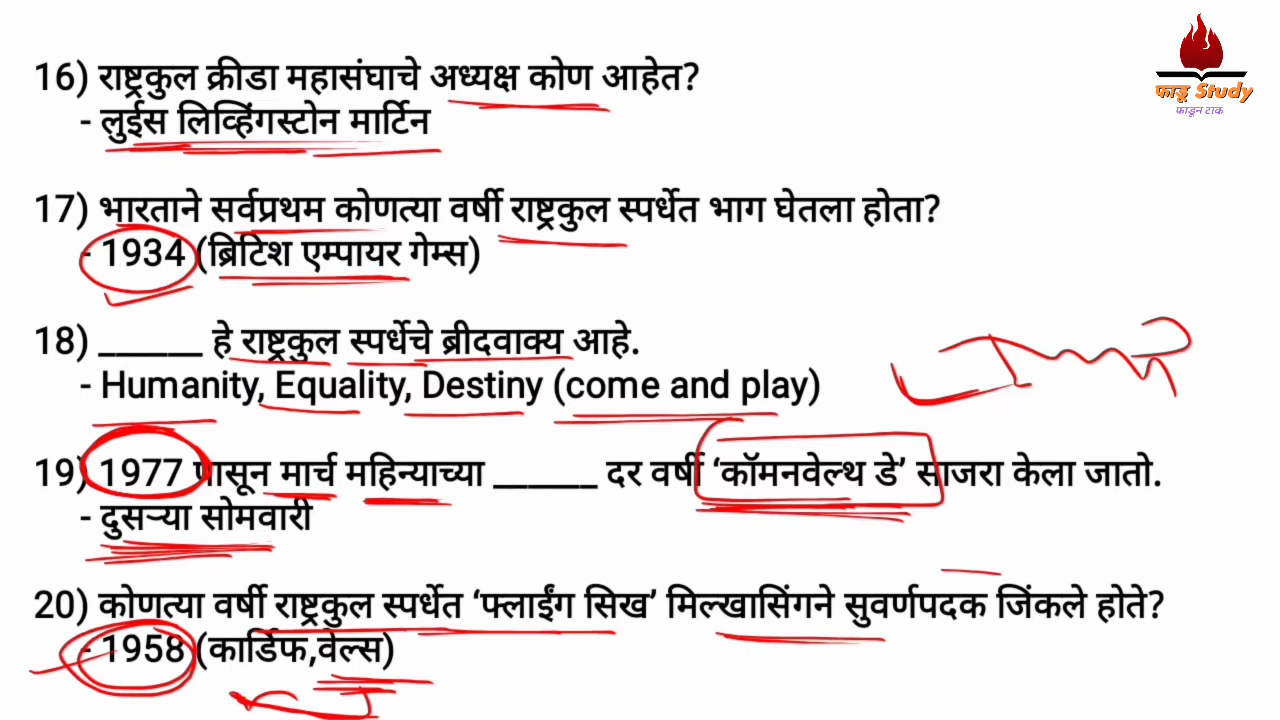 16) राष्ट्रकुल क्रीडा महासंघाचे अध्यक्ष कोण आहेत?
- लुईस लिव्हिंगस्टोन मार्टिन
फाडू Study
फाडून टाक
17) भारताने सर्वप्रथम कोणत्या वर्षी राष्ट्रकुल स्पर्धेत भाग घेतला होता?
- 1934 (ब्रिटिश एम्पायर गेम्स)
18) ______ हे राष्ट्रकुल स्पर्धेचे ब्रीदवाक्य आहे.
- Humanity, Equality, Destiny (come and play)
19) 1977 पासून मार्च महिन्याच्या ______ दर वर्षी ‘कॉमनवेल्थ डे’ साजरा केला जातो.
- दुसऱ्या सोमवारी
20) कोणत्या वर्षी राष्ट्रकुल स्पर्धेत ‘फ्लाईंग सिख’ मिल्खासिंगने सुवर्णपदक जिंकले होते?
- 1958 (कार्डिफ,वेल्स)